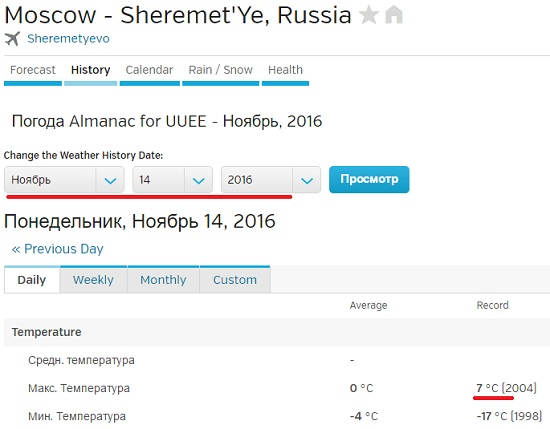 Moscow - Sheremet'Ye, Russia
Sheremetyevo
Forecast History Calendar Rain / Snow Health
Погода Almanac for UUEE - Ноябрь, 2016
Change the Weather History Date:
Ноябрь 14 2016 Просмотр
Понедельник, Ноябрь 14, 2016
« Previous Day
Daily Weekly Monthly Custom
Average Record
Temperature
Средн. температура -
Макс. Температура 0 °C 7 °C (2004)
Мин. Температура -4 °C -17 °C (1998)